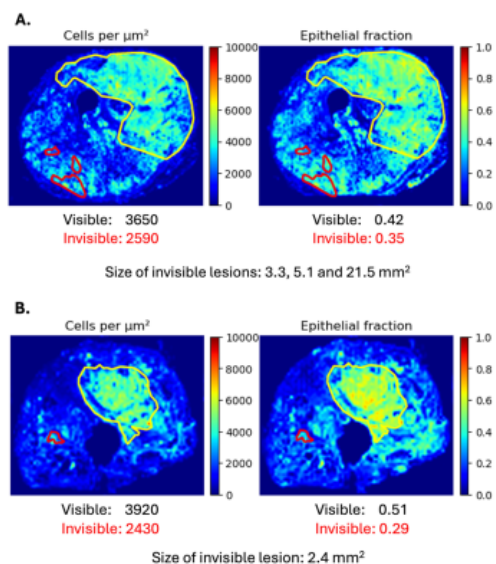 A.
Cells per µm² Epithelial fraction
10000 1.0
8000 0.8
6000 0.6
4000 0.4
2000 0.2
0 0.0
Visible: 3650 Visible: 0.42
Invisible: 2590 Invisible: 0.35
Size of invisible lesions: 3.3, 5.1 and 21.5 mm²
B.
Cells per µm² Epithelial fraction
10000 1.0
8000 0.8
6000 0.6
4000 0.4
2000 0.2
0 0.0
Visible: 3920 Visible: 0.51
Invisible: 2430 Invisible: 0.29
Size of invisible lesion: 2.4 mm²